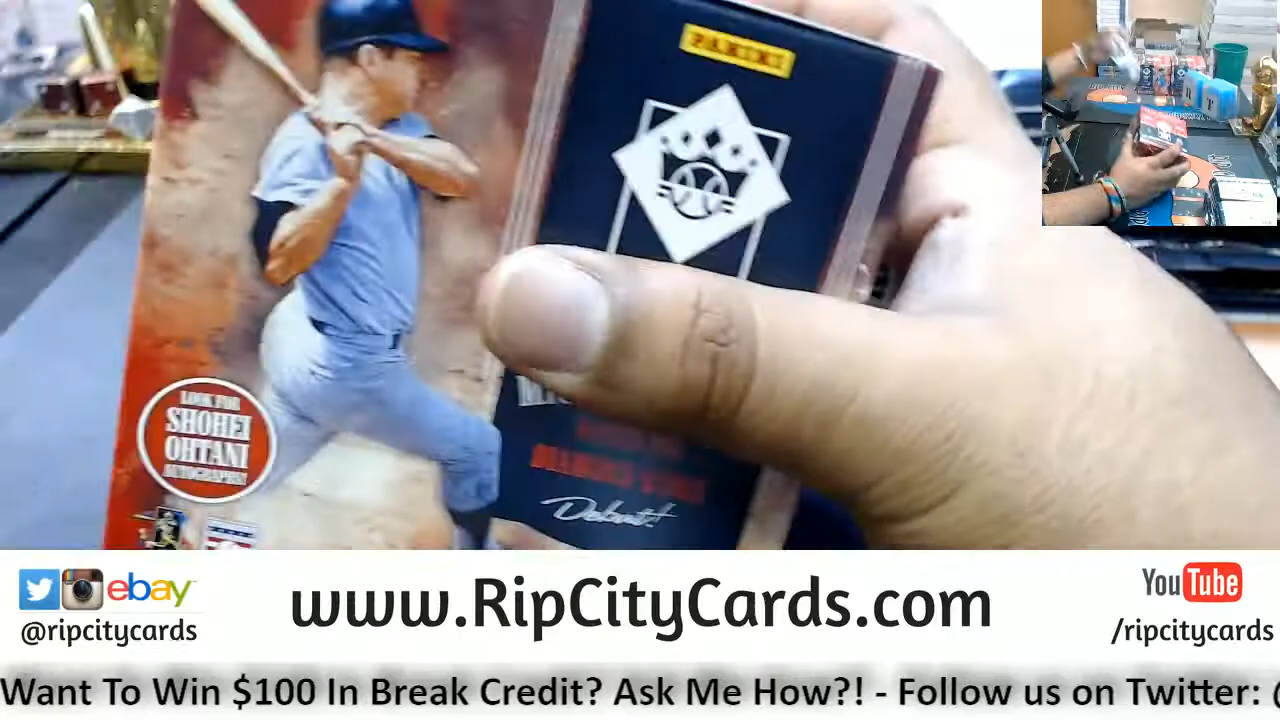 PANINI
LOOK FOR
SHOHEI
OHTANI
AUTOGRAPHS!
Debut!
ebay
@ripcitycards
www.RipCityCards.com
YouTube
/ripcitycards
Want To Win $100 In Break Credit? Ask Me How?! - Follow us on Twitter: